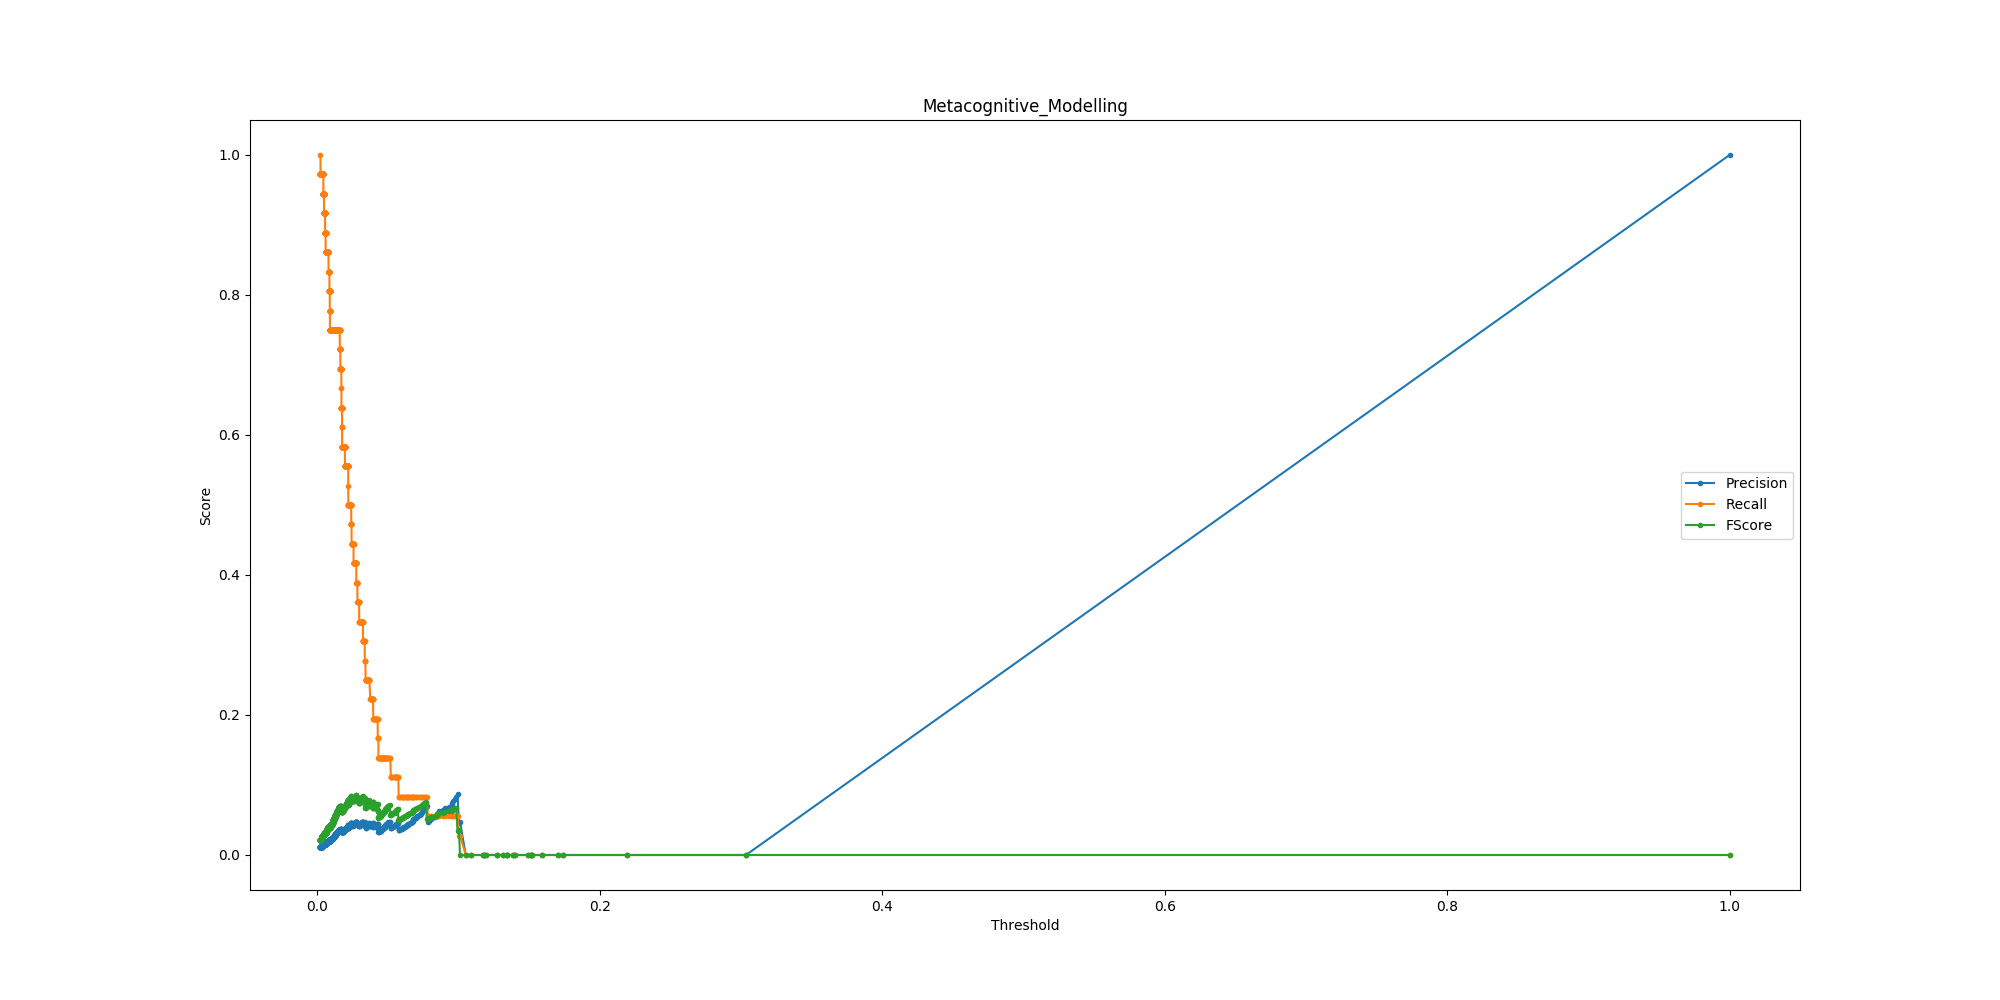 Metacognitive_Modelling
1.0
0.8
0.6
0.4
0.2
0.0
Score
Precision
Recall
FScore
0.0 0.2 0.4 0.6 0.8 1.0
Threshold